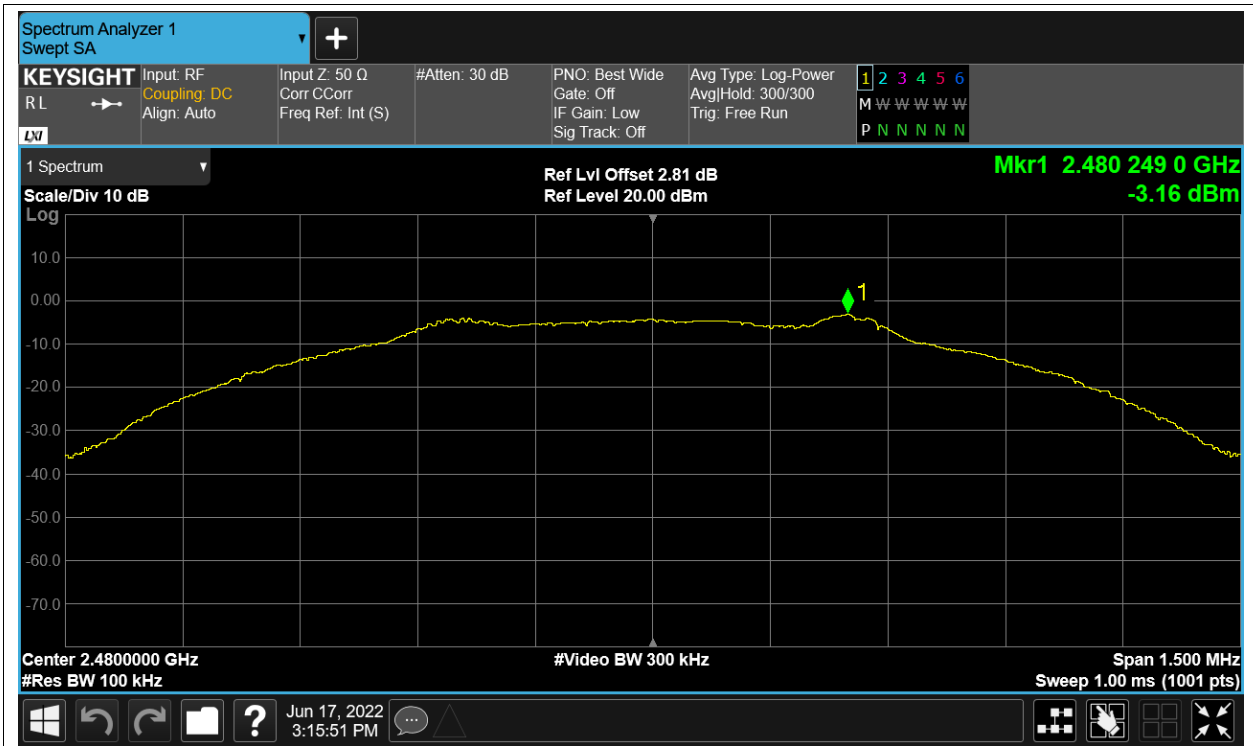 Spectrum Analyzer 1
Swept SA
KEYSIGHT
RL
LXI
Input: RF
Coupling: DC
Align: Auto
Input Z: 50 Ω
Corr CCorr
Freq Ref: Int (S)
#Atten: 30 dB
PNO: Best Wide
Gate: Off
IF Gain: Low
Sig Track: Off
Avg Type: Log-Power
Avg|Hold: 300/300
Trig: Free Run
1 2 3 4 5 6
M W W W W W W
P N N N N N N
1 Spectrum
Scale/Div 10 dB
Ref Lvl Offset 2.81 dB
Ref Level 20.00 dBm
Mkr1 2.480 249 0 GHz
-3.16 dBm
Log
10.0
0.00
-10.0
-20.0
-30.0
-40.0
-50.0
-60.0
-70.0
1
Center 2.4800000 GHz
#Res BW 100 kHz
#Video BW 300 kHz
Span 1.500 MHz
Sweep 1.00 ms (1001 pts)
?
Jun 17, 2022
3:15:51 PM